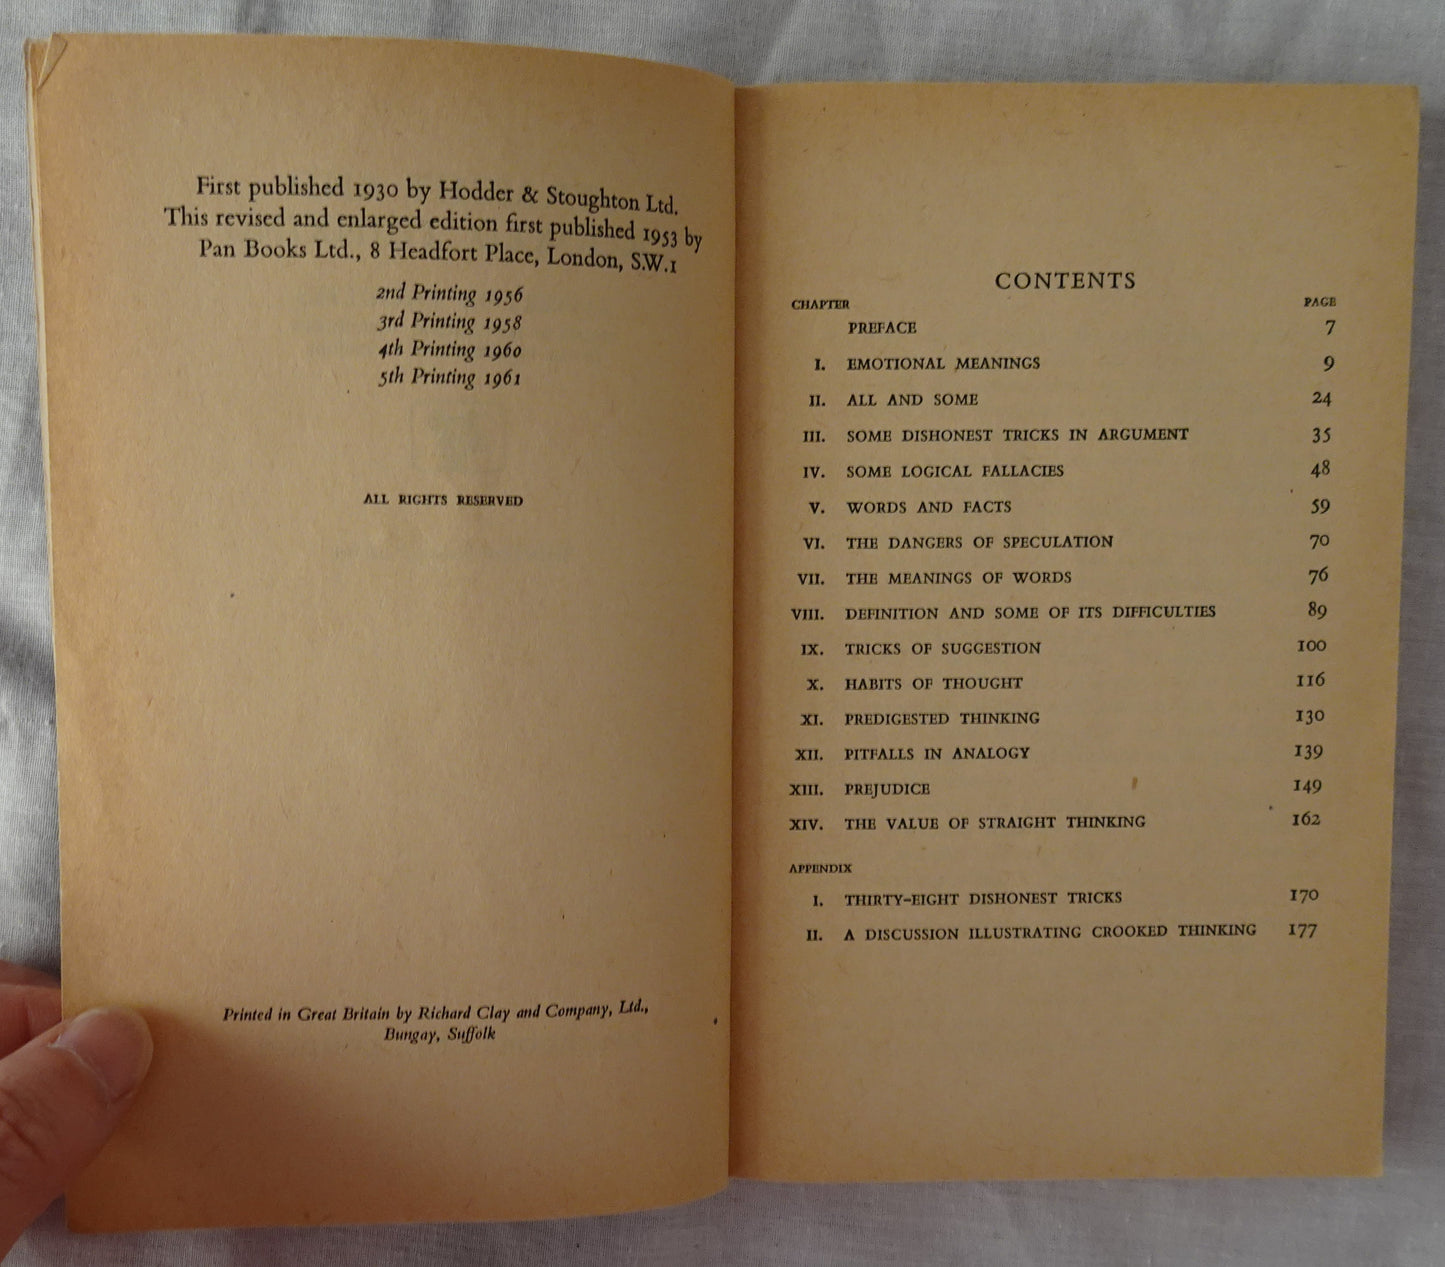 First published 1930 by Hodder & Stoughton Ltd.
This revised and enlarged edition first published 1953 by
Pan Books Ltd., 8 Headfort Place, London, S.W.1
2nd Printing 1956
3rd Printing 1958
4th Printing 1960
5th Printing 1961
ALL RIGHTS RESERVED
Printed in Great Britain by Richard Clay and Company, Ltd.,
Bungay, Suffolk
CONTENTS
CHAPTER PAGE
PREFACE 7
I. EMOTIONAL MEANINGS 9
II. ALL AND SOME 24
III. SOME DISHONEST TRICKS IN ARGUMENT 35
IV. SOME LOGICAL FALLACIES 48
V. WORDS AND FACTS 59
VI. THE DANGERS OF SPECULATION 70
VII. THE MEANINGS OF WORDS 76
VIII. DEFINITION AND SOME OF ITS DIFFICULTIES 89
IX. TRICKS OF SUGGESTION 100
X. HABITS OF THOUGHT 116
XI. PREDIGESTED THINKING 130
XII. PITFALLS IN ANALOGY 139
XIII. PREJUDICE 149
XIV. THE VALUE OF STRAIGHT THINKING 162
APPENDIX
I. THIRTY-EIGHT DISHONEST TRICKS 170
II. A DISCUSSION ILLUSTRATING CROOKED THINKING 177